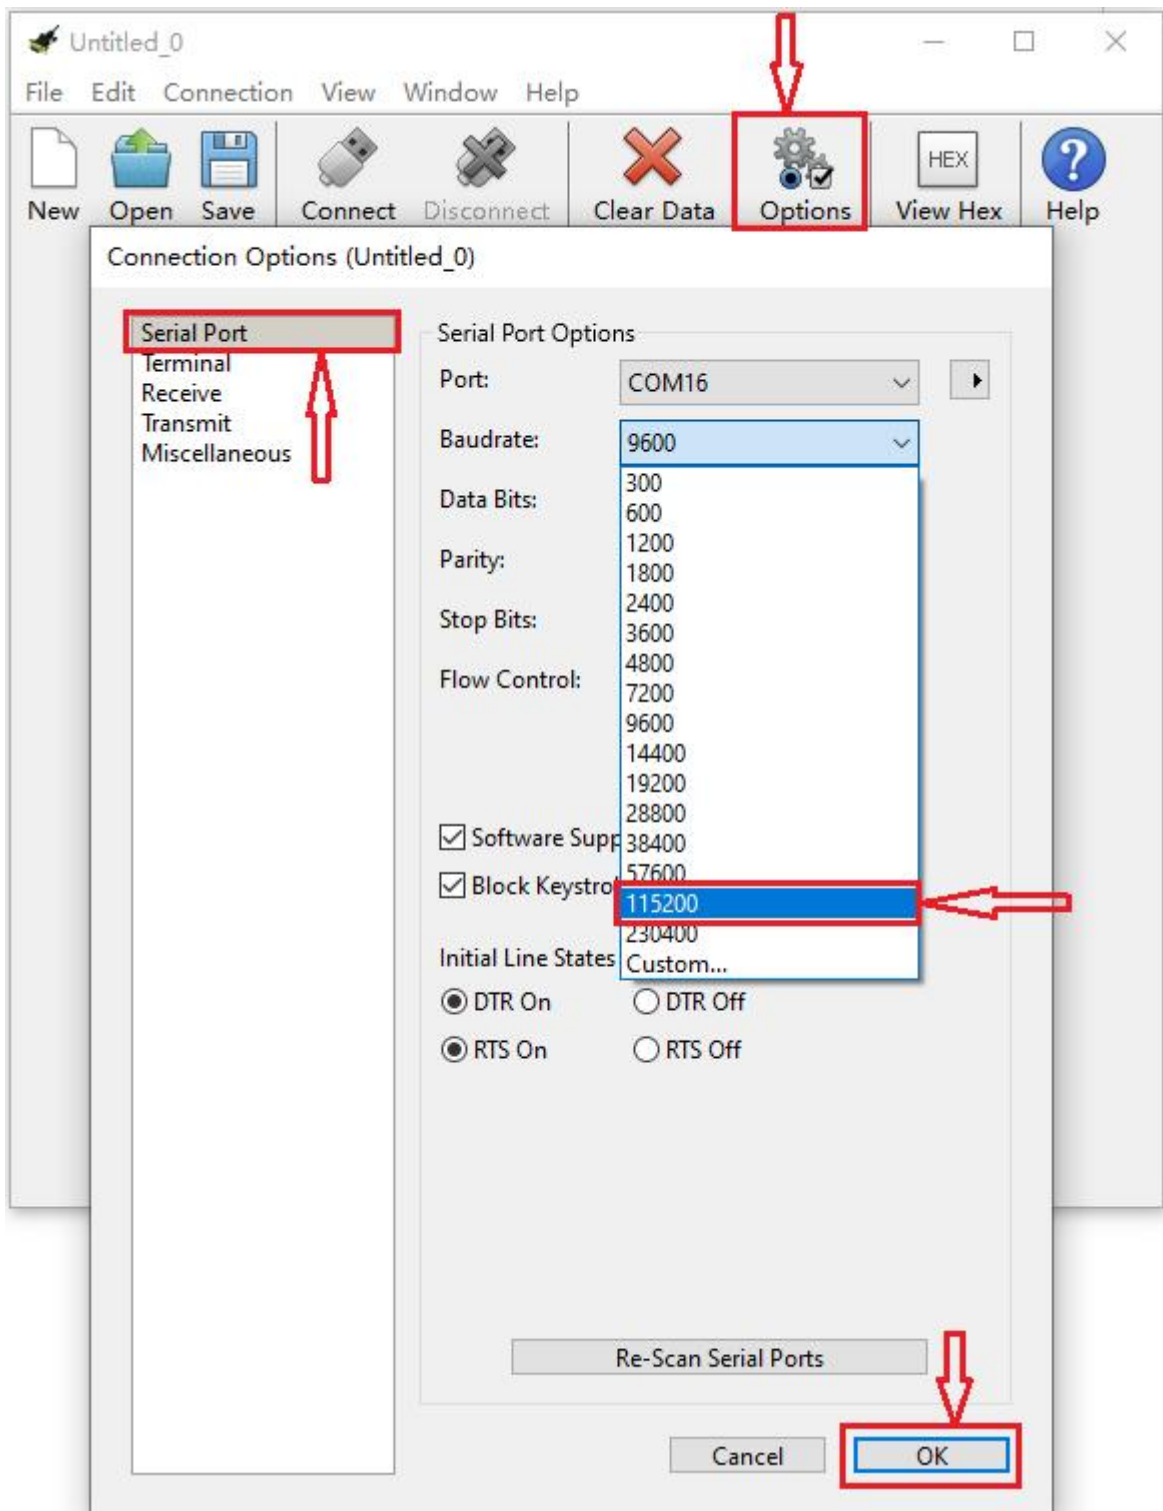 Untitled_0
File Edit Connection View Window Help
HEX
New Open Save Connect Disconnect Clear Data Options View Hex Help
Connection Options (Untitled_0)
Serial Port
Terminal
Receive
Transmit
Miscellaneous
Serial Port Options
Port: COM16
Baudrate: 9600
300
600
1200
1800
2400
3600
4800
7200
9600
14400
19200
28800
38400
57600
115200
230400
Custom...
Data Bits:
Parity:
Stop Bits:
Flow Control:
Software Supp
Block Keystro
Initial Line States
DTR On DTR Off
RTS On RTS Off
Re-Scan Serial Ports
Cancel OK